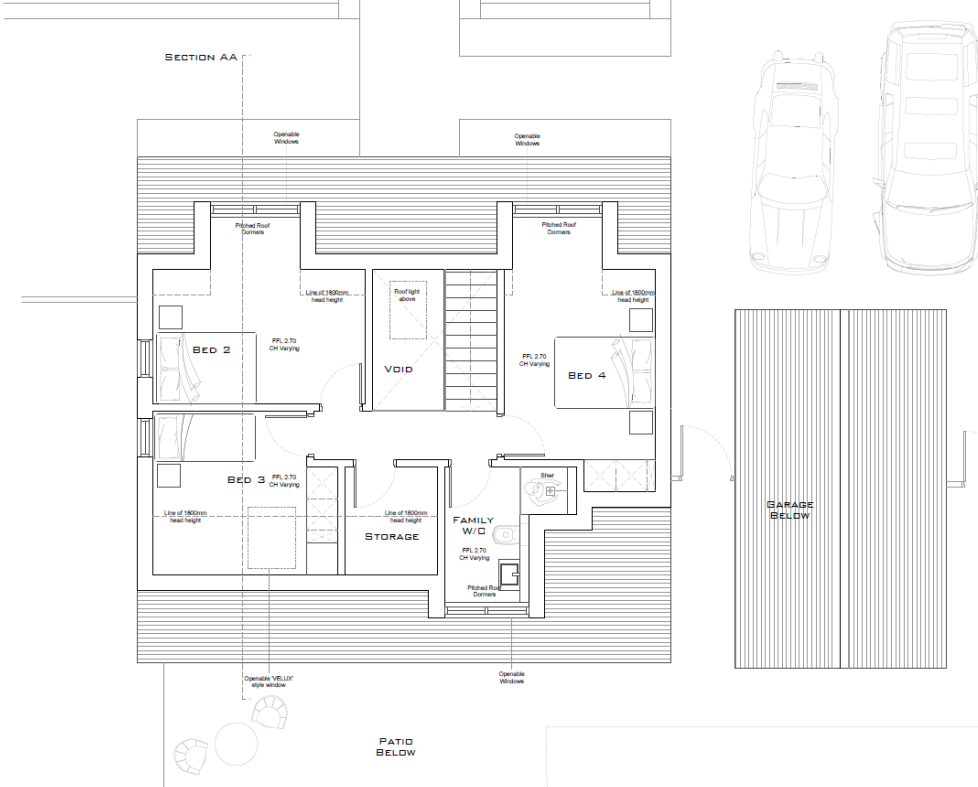 SECTION AA
Openable
Windows
Openable
Windows
Pitched Roof
Dormers
Pitched Roof
Dormers
Line of 1800mm
head height
Roof light
above
Line of 1800mm
head height
BED 2
FFL 2.70
CH Varying
VOID
FFL 2.70
CH Varying
BED 4
BED 3
FFL 2.70
CH Varying
Shwr
Line of 1800mm
head height
Line of 1800mm
head height
STORAGE
FAMILY
W/C
FFL 2.70
CH Varying
Pitched Roof
Dormers
GARAGE
BELOW
Openable 'VELUX'
style window
Openable
Windows
PATIO
BELOW